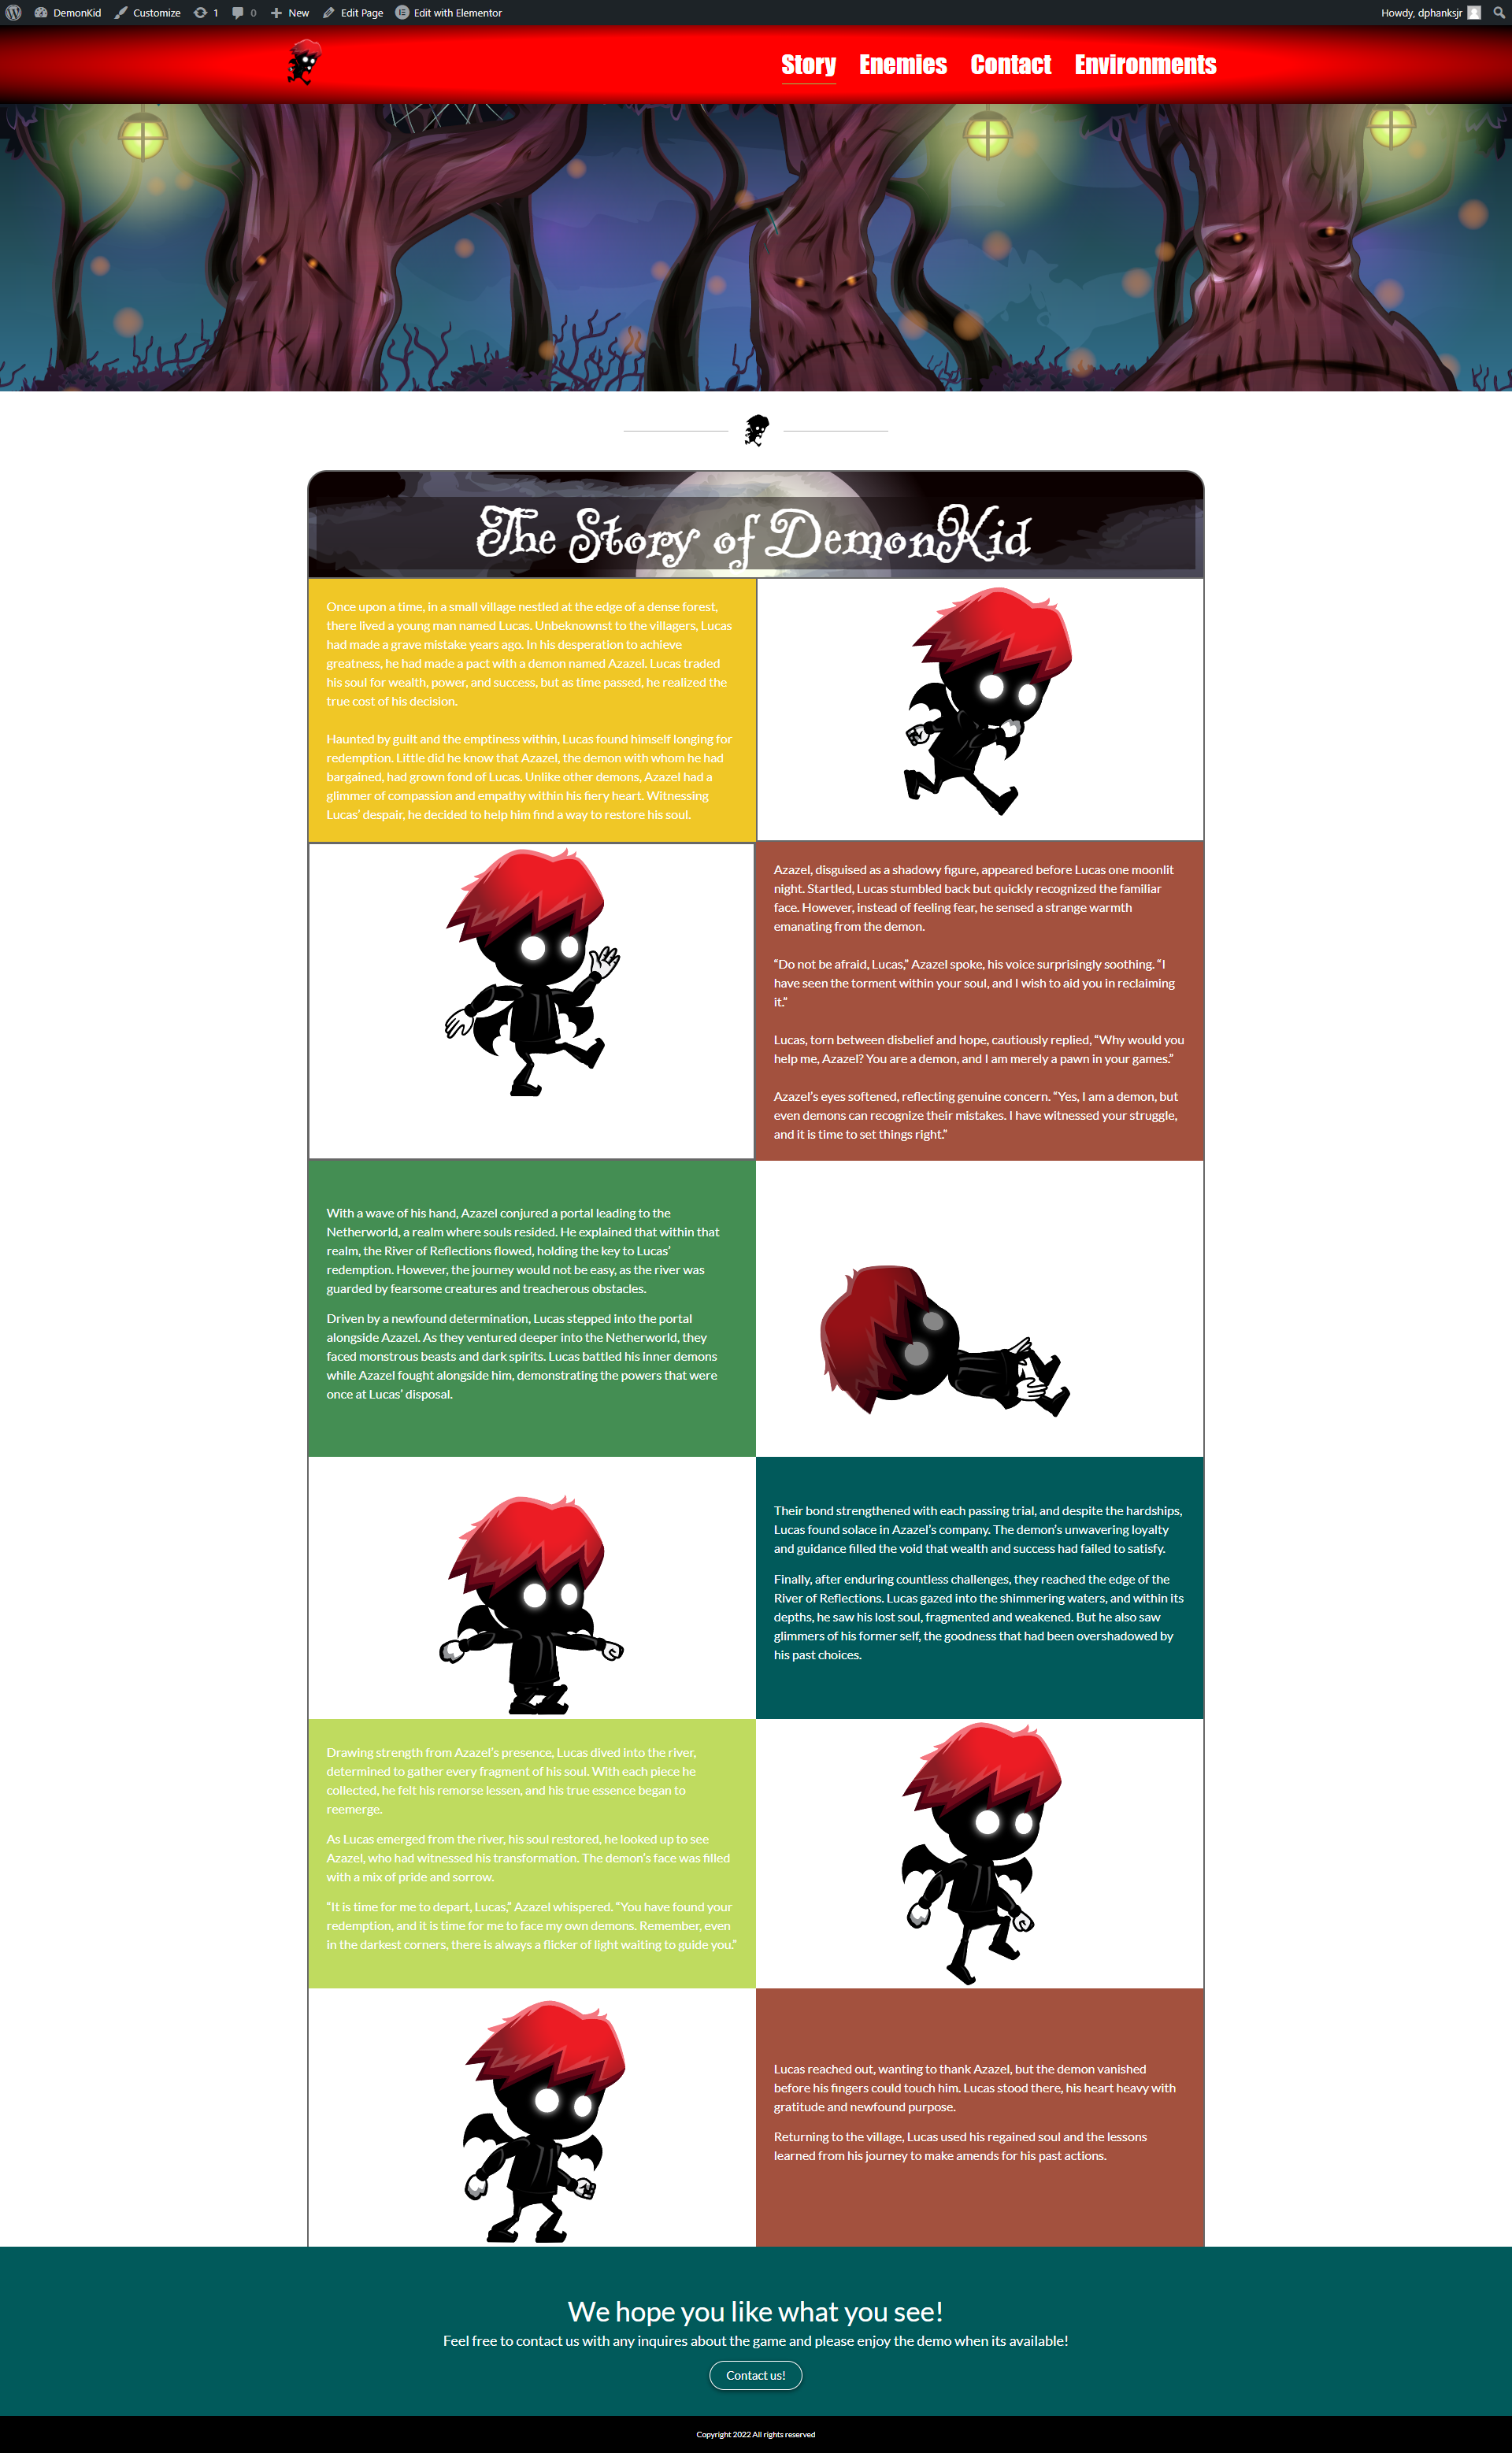 DemonKid Customize 1 0 New Edit Page Edit with Elementor Howdy, dphanksjr
Story Enemies Contact Environments
The Story of DemonKid
Once upon a time, in a small village nestled at the edge of a dense forest,
there lived a young man named Lucas. Unbeknownst to the villagers, Lucas
had made a grave mistake years ago. In his desperation to achieve
greatness, he had made a pact with a demon named Azazel. Lucas traded
his soul for wealth, power, and success, but as time passed, he realized the
true cost of his decision.
Haunted by guilt and the emptiness within, Lucas found himself longing for
redemption. Little did he know that Azazel, the demon with whom he had
bargained, had grown fond of Lucas. Unlike other demons, Azazel had a
glimmer of compassion and empathy within his fiery heart. Witnessing
Lucas’ despair, he decided to help him find a way to restore his soul.
Azazel, disguised as a shadowy figure, appeared before Lucas one moonlit
night. Startled, Lucas stumbled back but quickly recognized the familiar
face. However, instead of feeling fear, he sensed a strange warmth
emanating from the demon.
“Do not be afraid, Lucas,” Azazel spoke, his voice surprisingly soothing. “I
have seen the torment within your soul, and I wish to aid you in reclaiming
it.”
Lucas, torn between disbelief and hope, cautiously replied, “Why would you
help me, Azazel? You are a demon, and I am merely a pawn in your games.”
Azazel’s eyes softened, reflecting genuine concern. “Yes, I am a demon, but
even demons can recognize their mistakes. I have witnessed your struggle,
and it is time to set things right.”
With a wave of his hand, Azazel conjured a portal leading to the
Netherworld, a realm where souls resided. He explained that within that
realm, the River of Reflections flowed, holding the key to Lucas’
redemption. However, the journey would not be easy, as the river was
guarded by fearsome creatures and treacherous obstacles.
Driven by a newfound determination, Lucas stepped into the portal
alongside Azazel. As they ventured deeper into the Netherworld, they
faced monstrous beasts and dark spirits. Lucas battled his inner demons
while Azazel fought alongside him, demonstrating the powers that were
once at Lucas’ disposal.
Their bond strengthened with each passing trial, and despite the hardships,
Lucas found solace in Azazel’s company. The demon’s unwavering loyalty
and guidance filled the void that wealth and success had failed to satisfy.
Finally, after enduring countless challenges, they reached the edge of the
River of Reflections. Lucas gazed into the shimmering waters, and within its
depths, he saw his lost soul, fragmented and weakened. But he also saw
glimmers of his former self, the goodness that had been overshadowed by
his past choices.
Drawing strength from Azazel’s presence, Lucas dived into the river,
determined to gather every fragment of his soul. With each piece he
collected, he felt his remorse lessen, and his true essence began to
reemerge.
As Lucas emerged from the river, his soul restored, he looked up to see
Azazel, who had witnessed his transformation. The demon’s face was filled
with a mix of pride and sorrow.
“It is time for me to depart, Lucas,” Azazel whispered. “You have found your
redemption, and it is time for me to face my own demons. Remember, even
in the darkest corners, there is always a flicker of light waiting to guide you.”
Lucas reached out, wanting to thank Azazel, but the demon vanished
before his fingers could touch him. Lucas stood there, his heart heavy with
gratitude and newfound purpose.
Returning to the village, Lucas used his regained soul and the lessons
learned from his journey to make amends for his past actions.
We hope you like what you see!
Feel free to contact us with any inquires about the game and please enjoy the demo when its available!
Contact us!
Copyright 2022 All rights reserved